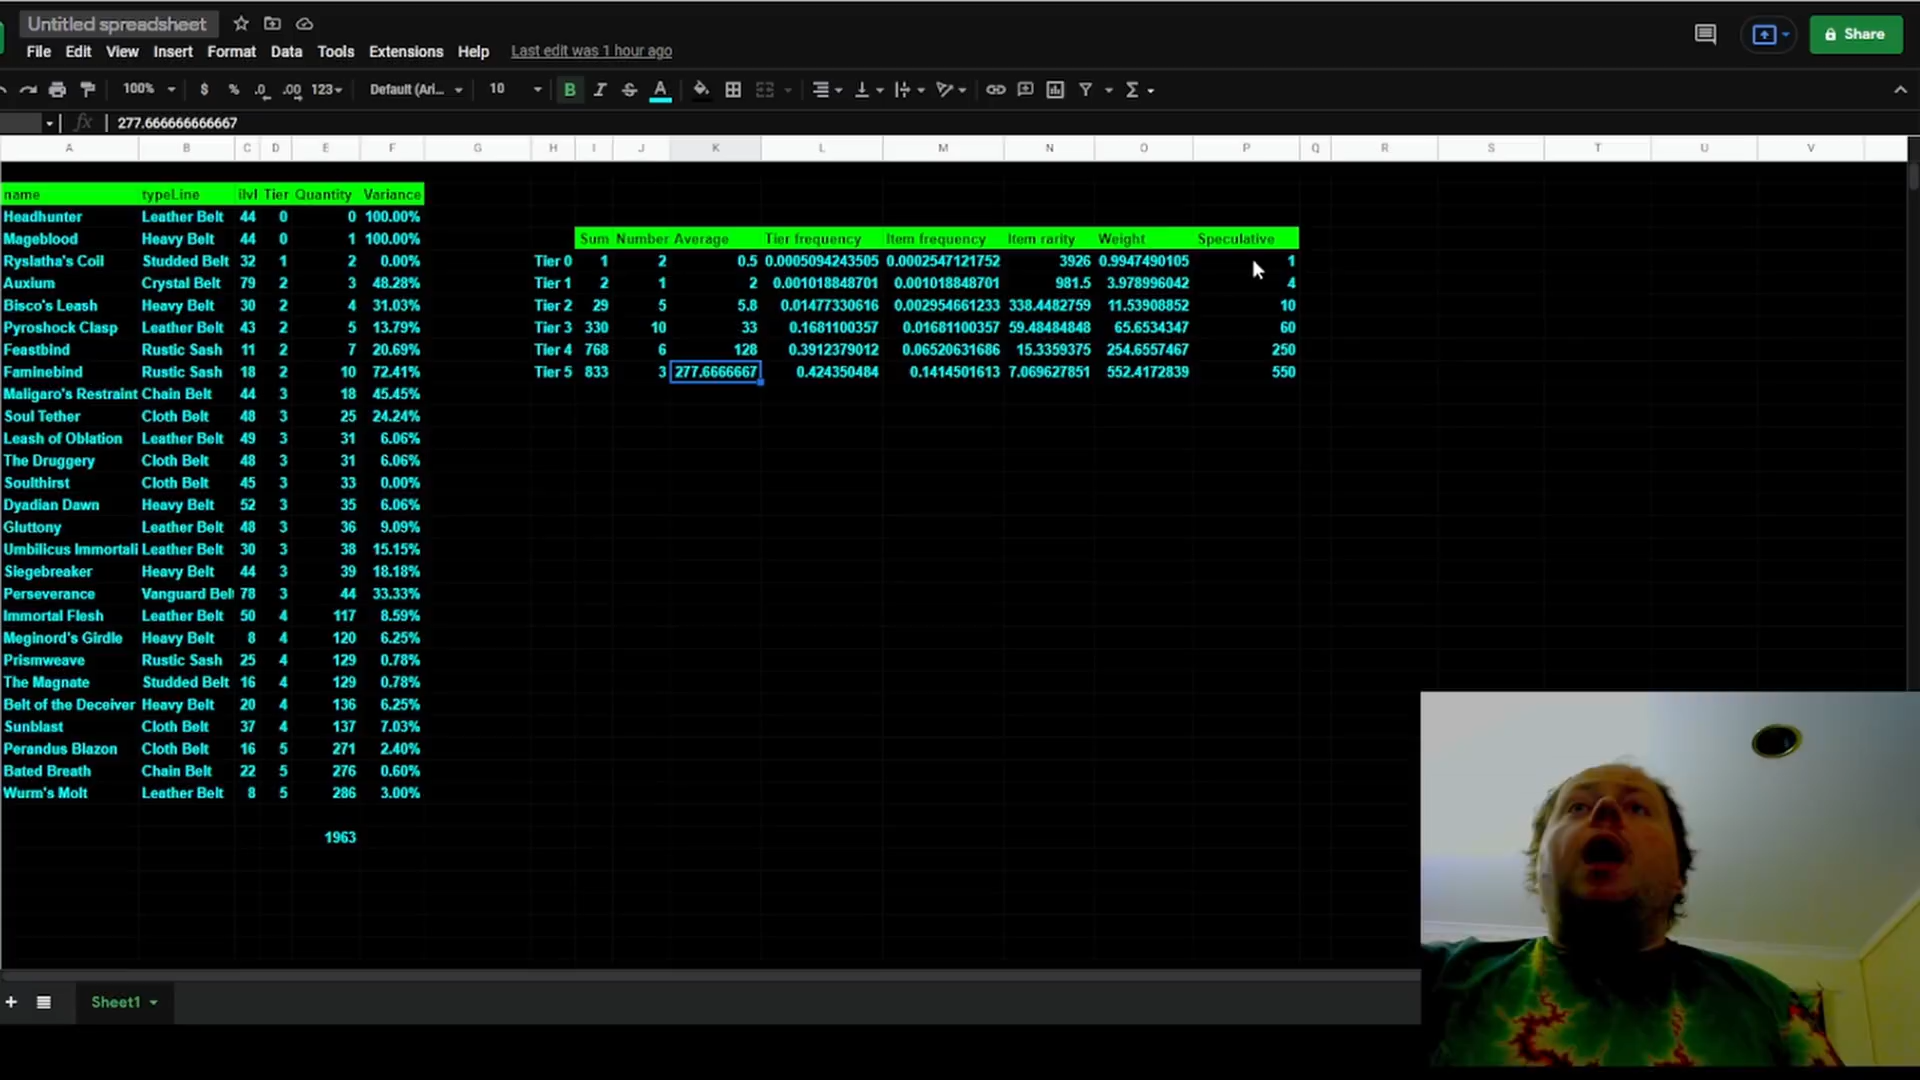 Untitled spreadsheet
File Edit View Insert Format Data Tools Extensions Help Last edit was 1 hour ago
Share
100% $ % .0 .00 123 Default (Ari... 10 B I S A
fx 277.666666666667
A B C D E F G H I J K L M N O P Q R S T U V
name typeLine ilvl Tier Quantity Variance
Headhunter Leather Belt 44 0 0 100.00%
Mageblood Heavy Belt 44 0 1 100.00%
Ryslatha's Coil Studded Belt 32 1 2 0.00%
Auxium Crystal Belt 79 2 3 48.28%
Bisco's Leash Heavy Belt 30 2 4 31.03%
Pyroshock Clasp Leather Belt 43 2 5 13.79%
Feastbind Rustic Sash 11 2 7 20.69%
Faminebind Rustic Sash 18 2 10 72.41%
Maligaro's Restraint Chain Belt 44 3 18 45.45%
Soul Tether Cloth Belt 48 3 25 24.24%
Leash of Oblation Leather Belt 49 3 31 6.06%
The Druggery Cloth Belt 48 3 31 6.06%
Soulthirst Cloth Belt 45 3 33 0.00%
Dyadian Dawn Heavy Belt 52 3 35 6.06%
Gluttony Leather Belt 48 3 36 9.09%
Umbilicus Immortali Leather Belt 30 3 38 15.15%
Siegebreaker Heavy Belt 44 3 39 18.18%
Perseverance Vanguard Belt 78 3 44 33.33%
Immortal Flesh Leather Belt 50 4 117 8.59%
Meginord's Girdle Heavy Belt 8 4 120 6.25%
Prismweave Rustic Sash 25 4 129 0.78%
The Magnate Studded Belt 16 4 129 0.78%
Belt of the Deceiver Heavy Belt 20 4 136 6.25%
Sunblast Cloth Belt 37 4 137 7.03%
Perandus Blazon Cloth Belt 16 5 271 2.40%
Bated Breath Chain Belt 22 5 276 0.60%
Wurm's Molt Leather Belt 8 5 286 3.00%
1963
Sum Number Average Tier frequency Item frequency Item rarity Weight Speculative
Tier 0 1 2 0.5 0.0005094243505 0.0002547121752 3926 0.9947490105 1
Tier 1 2 1 2 0.001018848701 0.001018848701 981.5 3.978996042 4
Tier 2 29 5 5.8 0.01477330616 0.002954661233 338.4482759 11.53908852 10
Tier 3 330 10 33 0.1681100357 0.01681100357 59.48484848 65.6534347 60
Tier 4 768 6 128 0.3912379012 0.06520631686 15.3359375 254.6557467 250
Tier 5 833 3 277.6666667 0.424350484 0.1414501613 7.069627851 552.4172839 550
Sheet1